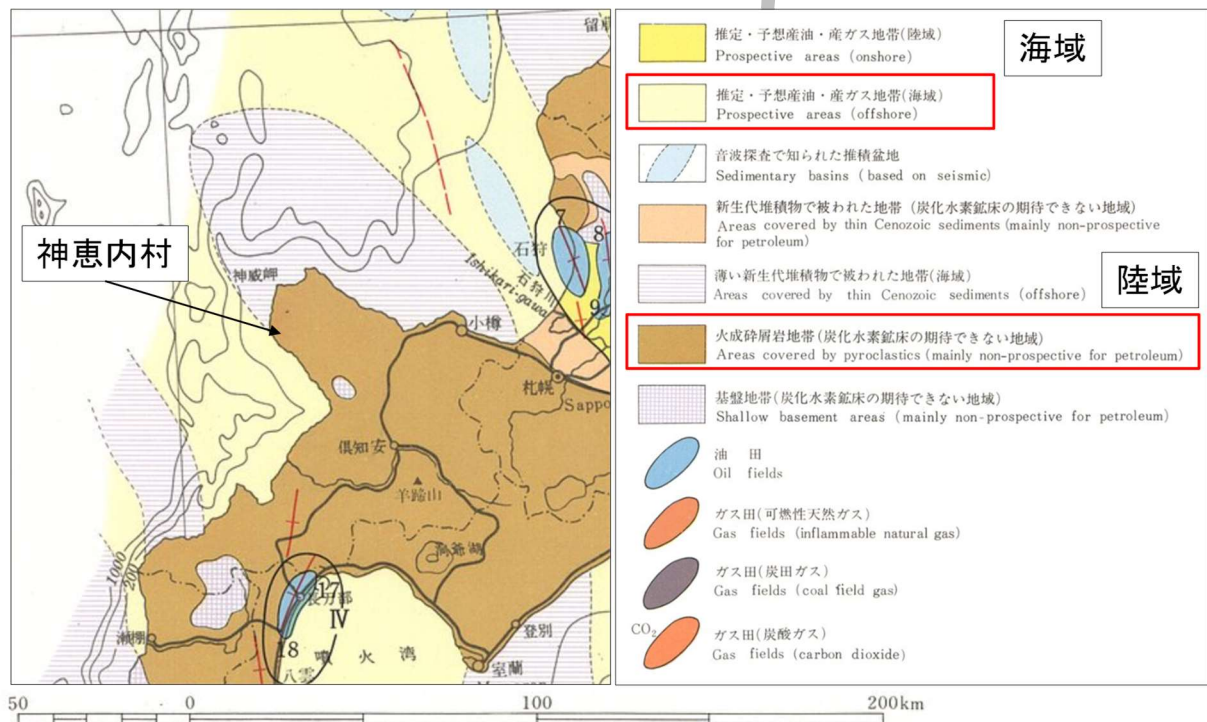 留
神恵内村
神威岬
石狩
石狩川
Ishikari-gawa
7
8
9
小樽
札幌
Sappo
倶知安
羊蹄山
洞爺湖
1000
200
17
長万部
IV
18
瀬棚
登別
噴火湾
八雲
室蘭
海域
推定・予想産油・産ガス地帯(陸域)
Prospective areas (onshore)
推定・予想産油・産ガス地帯(海域)
Prospective areas (offshore)
音波探査で知られた堆積盆地
Sedimentary basins (based on seismic)
新生代堆積物で被われた地帯 (炭化水素鉱床の期待できない地域)
Areas covered by thin Cenozoic sediments (mainly non-prospective
for petroleum)
陸域
薄い新生代堆積物で被われた地帯(海域)
Areas covered by thin Cenozoic sediments (offshore)
火成砕屑岩地帯(炭化水素鉱床の期待できない地域)
Areas covered by pyroclastics (mainly non-prospective for petroleum)
基盤地帯(炭化水素鉱床の期待できない地域)
Shallow basement areas (mainly non-prospective for petroleum)
油田
Oil fields
ガス田(可燃性天然ガス)
Gas fields (inflammable natural gas)
ガス田(炭田ガス)
Gas fields (coal field gas)
CO₂
ガス田(炭酸ガス)
Gas fields (carbon dioxide)
50 0 100 200km